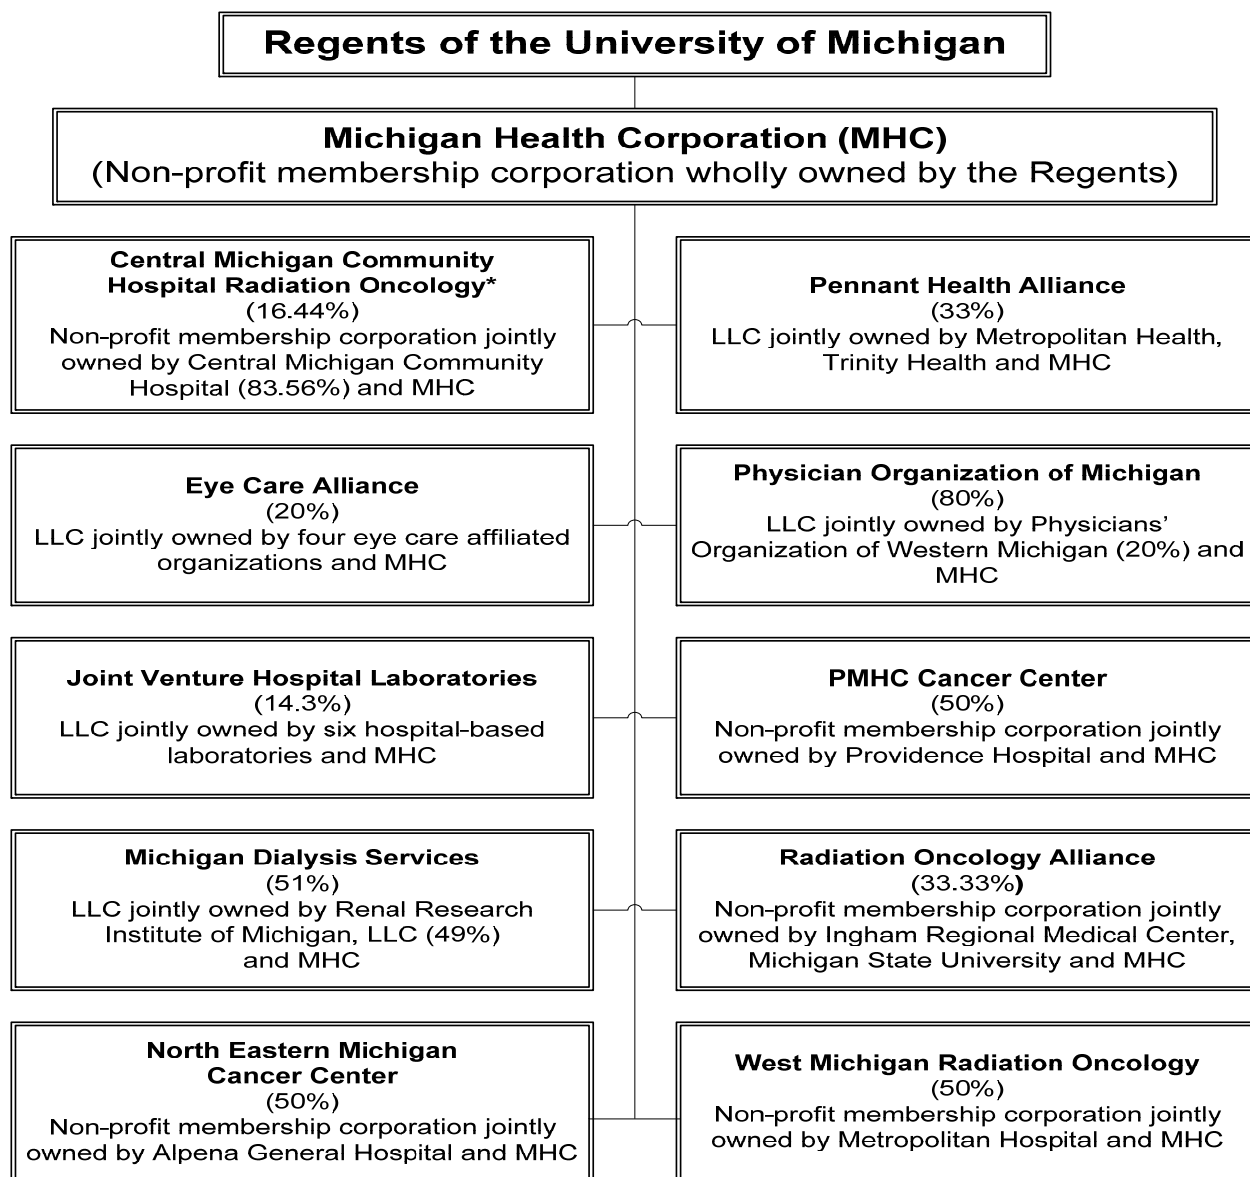 Regents of the University of Michigan
Michigan Health Corporation (MHC)
(Non-profit membership corporation wholly owned by the Regents)
Central Michigan Community
Hospital Radiation Oncology*
(16.44%)
Non-profit membership corporation jointly
owned by Central Michigan Community
Hospital (83.56%) and MHC
Pennant Health Alliance
(33%)
LLC jointly owned by Metropolitan Health,
Trinity Health and MHC
Eye Care Alliance
(20%)
LLC jointly owned by four eye care affiliated
organizations and MHC
Physician Organization of Michigan
(80%)
LLC jointly owned by Physicians’
Organization of Western Michigan (20%) and
MHC
Joint Venture Hospital Laboratories
(14.3%)
LLC jointly owned by six hospital-based
laboratories and MHC
PMHC Cancer Center
(50%)
Non-profit membership corporation jointly
owned by Providence Hospital and MHC
Michigan Dialysis Services
(51%)
LLC jointly owned by Renal Research
Institute of Michigan, LLC (49%)
and MHC
Radiation Oncology Alliance
(33.33%)
Non-profit membership corporation jointly
owned by Ingham Regional Medical Center,
Michigan State University and MHC
North Eastern Michigan
Cancer Center
(50%)
Non-profit membership corporation jointly
owned by Alpena General Hospital and MHC
West Michigan Radiation Oncology
(50%)
Non-profit membership corporation jointly
owned by Metropolitan Hospital and MHC